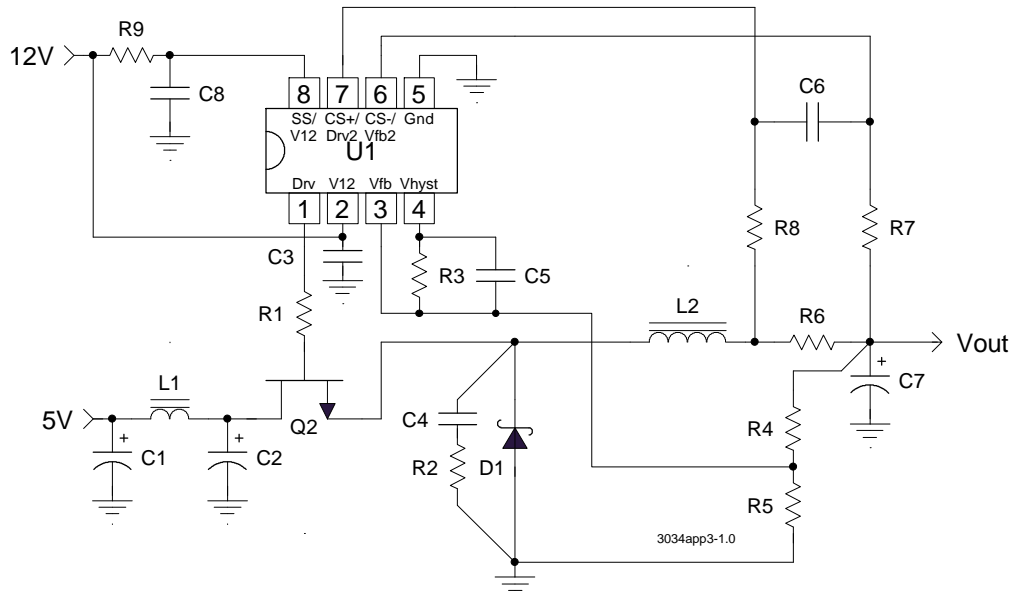 R9
12V
C8
8 7 6 5
SS/ CS+/ CS-/ Gnd
V12 Drv2 Vfb2
U1
Drv V12 Vfb Vhyst
1 2 3 4
C6
R8
R7
C3
R3
C5
R1
L2
R6
Vout
L1
5V
Q2
C4
C7
R4
C1
C2
R2
D1
R5
3034app3-1.0
+
+
+